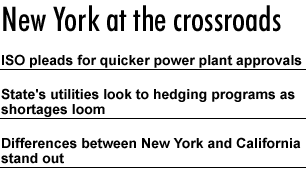 New York at the crossroads
ISO pleads for quicker power plant approvals
State's utilities look to hedging programs as
shortages loom
Differences between New York and California
stand out